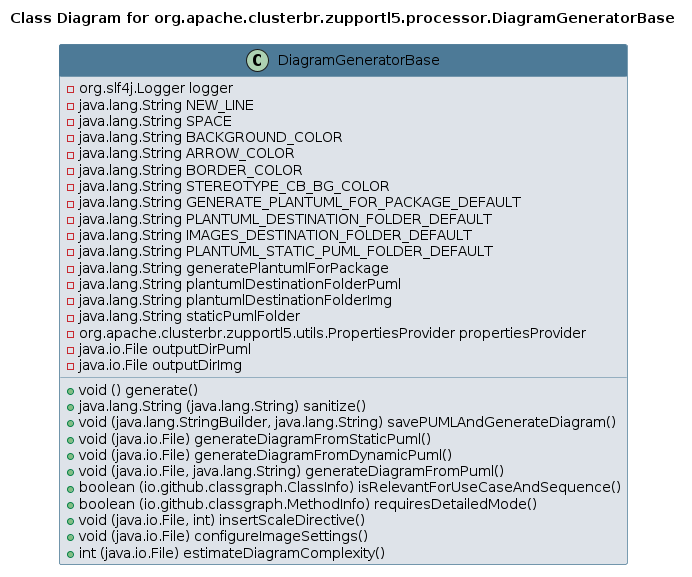 Class Diagram for org.apache.clusterbr.zupportl5.processor.DiagramGeneratorBase
C DiagramGeneratorBase
org.slf4j.Logger logger
java.lang.String NEW_LINE
java.lang.String SPACE
java.lang.String BACKGROUND_COLOR
java.lang.String ARROW_COLOR
java.lang.String BORDER_COLOR
java.lang.String STEREOTYPE_CB_BG_COLOR
java.lang.String GENERATE_PLANTUML_FOR_PACKAGE_DEFAULT
java.lang.String PLANTUML_DESTINATION_FOLDER_DEFAULT
java.lang.String IMAGES_DESTINATION_FOLDER_DEFAULT
java.lang.String PLANTUML_STATIC_PUML_FOLDER_DEFAULT
java.lang.String generatePlantumlForPackage
java.lang.String plantumlDestinationFolderPuml
java.lang.String plantumlDestinationFolderImg
java.lang.String staticPumlFolder
org.apache.clusterbr.zupportl5.utils.PropertiesProvider propertiesProvider
java.io.File outputDirPuml
java.io.File outputDirImg
void () generate()
java.lang.String (java.lang.String) sanitize()
void (java.lang.StringBuilder, java.lang.String) savePUMLAndGenerateDiagram()
void (java.io.File) generateDiagramFromStaticPuml()
void (java.io.File) generateDiagramFromDynamicPuml()
void (java.io.File, java.lang.String) generateDiagramFromPuml()
boolean (io.github.classgraph.ClassInfo) isRelevantForUseCaseAndSequence()
boolean (io.github.classgraph.MethodInfo) requiresDetailedMode()
void (java.io.File, int) insertScaleDirective()
void (java.io.File) configureImageSettings()
int (java.io.File) estimateDiagramComplexity()